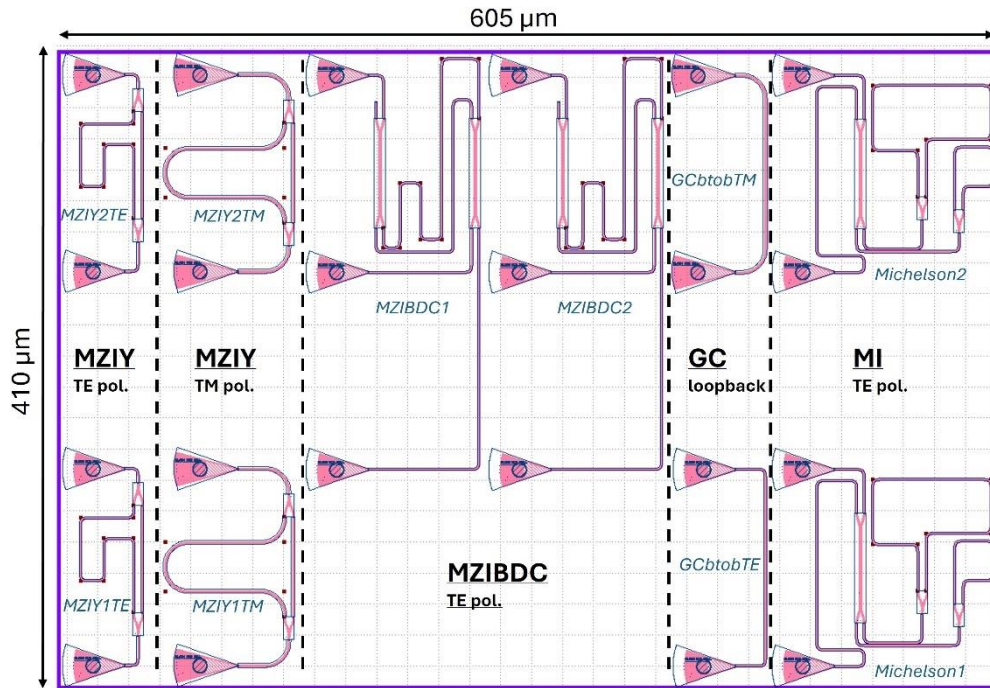 605 µm
410 µm
MZIY2TE
MZIY2TM
MZIBDC1
MZIBDC2
GCbtobTM
Michelson2
MZIY
TE pol.
MZIY
TM pol.
GC
loopback
MI
TE pol.
MZIY1TE
MZIY1TM
MZIBDC
TE pol.
GCbtobTE
Michelson1